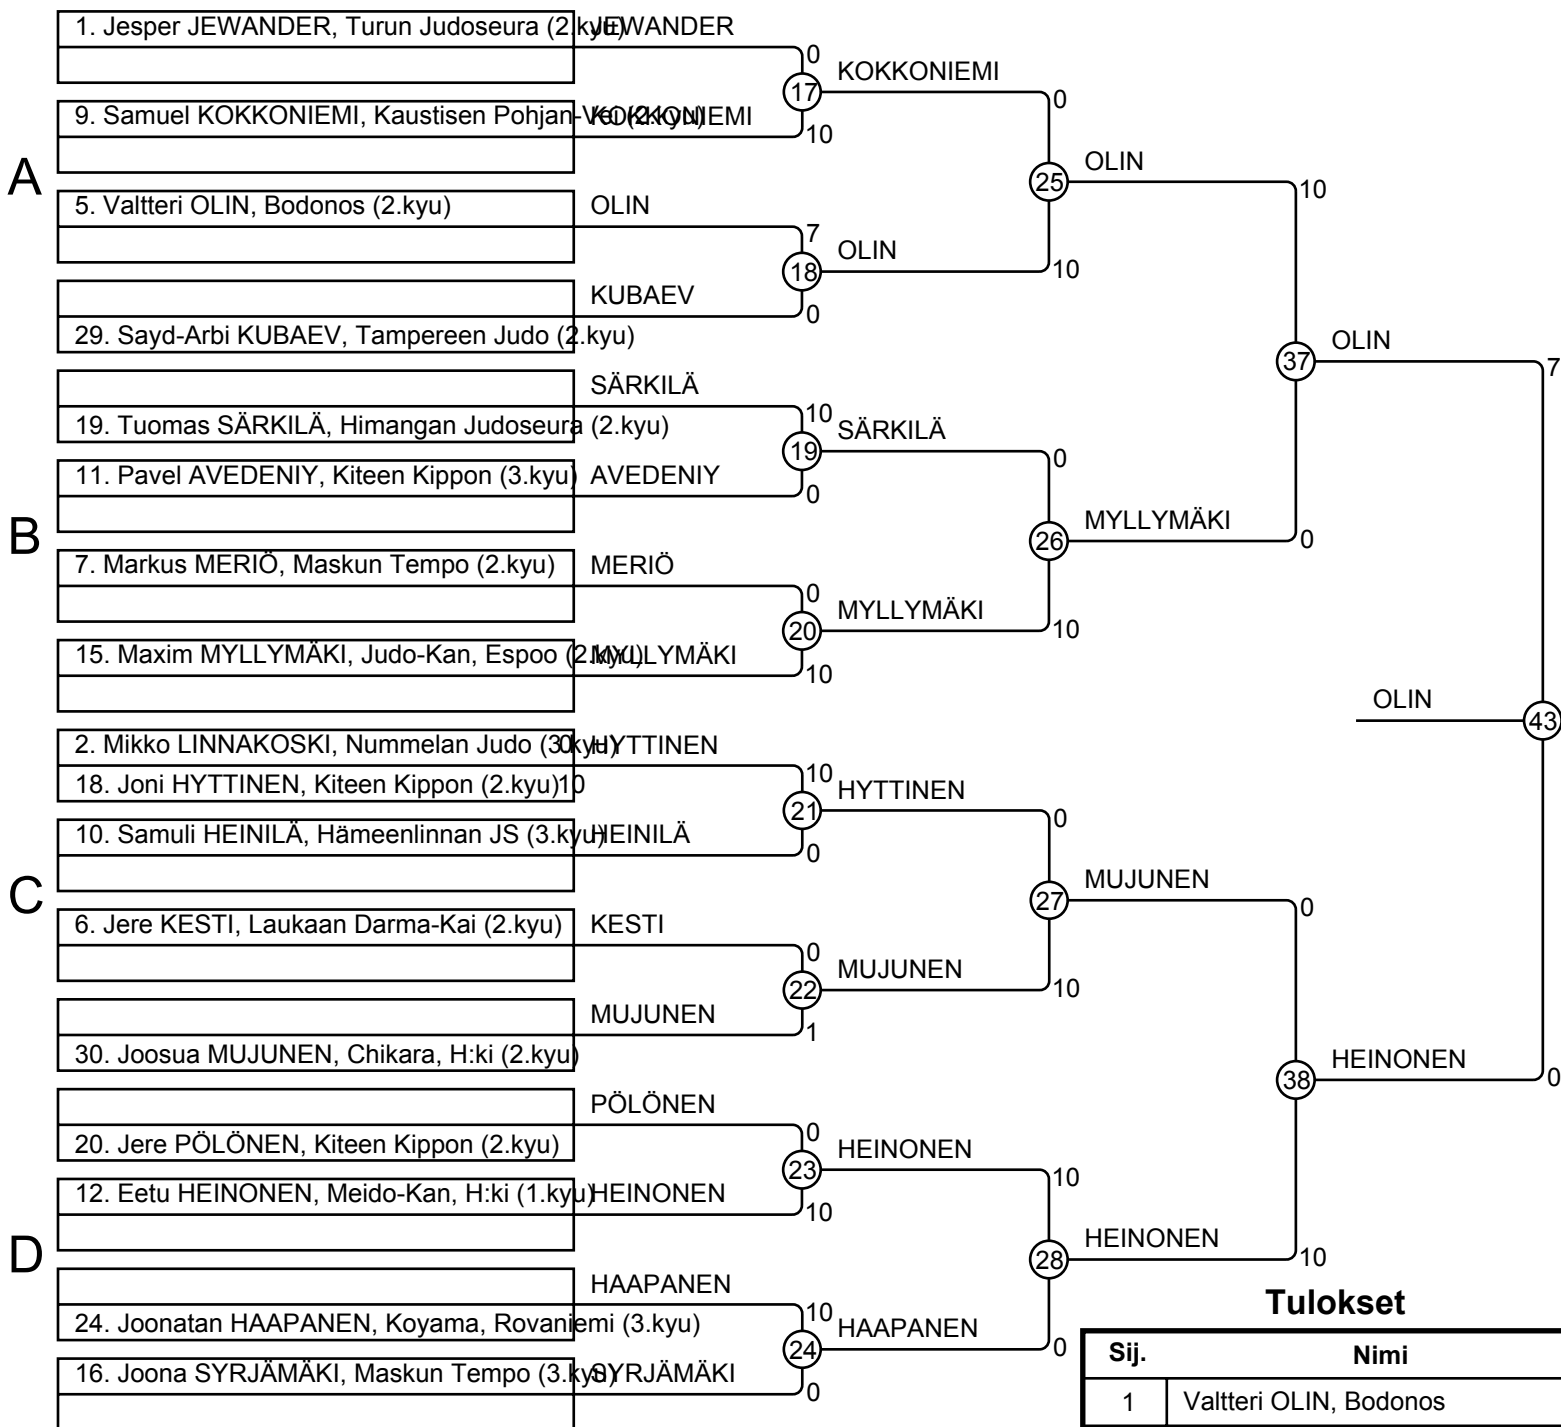 1. Jesper JEWANDER, Turun Judoseura (2.kyu) JEWANDER
0
KOKKONIEMI
17
0
9. Samuel KOKKONIEMI, Kaustisen Pohjan-Vei (2.kyu) KOKKONIEMI
10
A
25
OLIN
10
5. Valtteri OLIN, Bodonos (2.kyu) OLIN
7
OLIN
18
10
KUBAEV
0
29. Sayd-Arbi KUBAEV, Tampereen Judo (2.kyu)
37
OLIN
7
SÄRKILÄ
10
19. Tuomas SÄRKILÄ, Himangan Judoseura (2.kyu)
SÄRKILÄ
19
0
11. Pavel AVEDENIY, Kiteen Kippon (3.kyu) AVEDENIY
0
B
26
MYLLYMÄKI
0
7. Markus MERIÖ, Maskun Tempo (2.kyu) MERIÖ
0
MYLLYMÄKI
20
10
15. Maxim MYLLYMÄKI, Judo-Kan, Espoo (2.kyu) MYLLYMÄKI
10
OLIN
43
2. Mikko LINNAKOSKI, Nummelan Judo (3.kyu) 0 HYTTINEN
10
18. Joni HYTTINEN, Kiteen Kippon (2.kyu) 10
HYTTINEN
21
0
10. Samuli HEINILÄ, Hämeenlinnan JS (3.kyu) HEINILÄ
0
C
27
MUJUNEN
0
6. Jere KESTI, Laukaan Darma-Kai (2.kyu) KESTI
0
MUJUNEN
22
10
MUJUNEN
1
30. Joosua MUJUNEN, Chikara, H:ki (2.kyu)
38
HEINONEN
0
PÖLÖNEN
0
20. Jere PÖLÖNEN, Kiteen Kippon (2.kyu)
HEINONEN
23
10
12. Eetu HEINONEN, Meido-Kan, H:ki (1.kyu) HEINONEN
10
D
28
HEINONEN
10
HAAPANEN
10
24. Joonatan HAAPANEN, Koyama, Rovaniemi (3.kyu)
HAAPANEN
24
0
16. Joona SYRJÄMÄKI, Maskun Tempo (3.kyu) SYRJÄMÄKI
0
Tulokset
Sij. Nimi
1 Valtteri OLIN, Bodonos